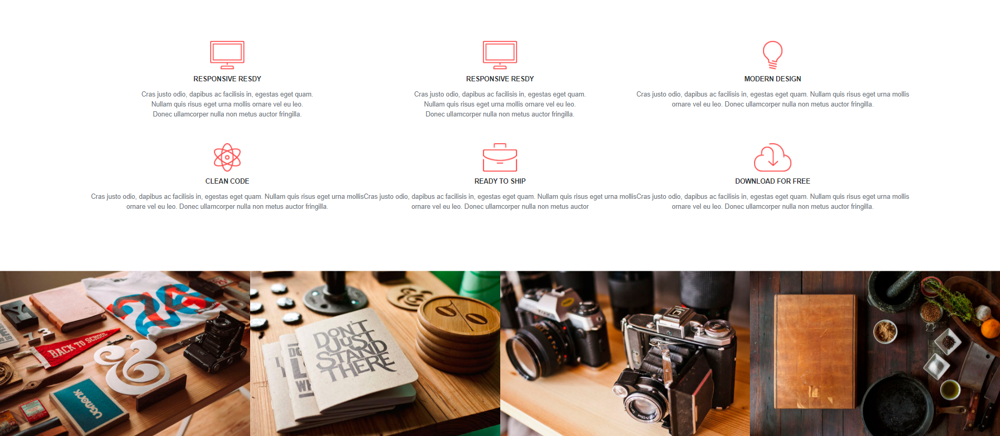 RESPONSIVE RESDY
Cras justo odio, dapibus ac facilisis in, egestas eget quam.
Nullam quis risus eget urna mollis ornare vel eu leo.
Donec ullamcorper nulla non metus auctor fringilla.
RESPONSIVE RESDY
Cras justo odio, dapibus ac facilisis in, egestas eget quam.
Nullam quis risus eget urna mollis ornare vel eu leo.
Donec ullamcorper nulla non metus auctor fringilla.
MODERN DESIGN
Cras justo odio, dapibus ac facilisis in, egestas eget quam. Nullam quis risus eget urna mollis
ornare vel eu leo. Donec ullamcorper nulla non metus auctor fringilla.
CLEAN CODE
Cras justo odio, dapibus ac facilisis in, egestas eget quam. Nullam quis risus eget urna mollis
ornare vel eu leo. Donec ullamcorper nulla non metus auctor fringilla.
READY TO SHIP
Cras justo odio, dapibus ac facilisis in, egestas eget quam. Nullam quis risus eget urna mollis
ornare vel eu leo. Donec ullamcorper nulla non metus auctor
DOWNLOAD FOR FREE
Cras justo odio, dapibus ac facilisis in, egestas eget quam. Nullam quis risus eget urna mollis
ornare vel eu leo. Donec ullamcorper nulla non metus auctor fringilla.
Y
7 3
BACK TO SCHOOL
&
UGMONK
DON'T
JUST
STAND
THERE
%